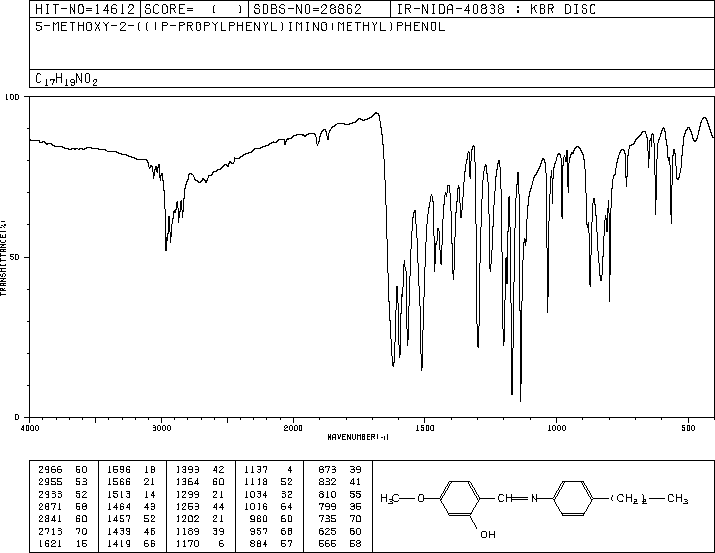 HIT-NO=14612 SCORE= ( ) SDBS-NO=28862 IR-NIDA-40838 : KBR DISC
5-METHOXY-2-(((P-PROPYLPHENYL)IMINO)METHYL)PHENOL
C17H19NO2
100
50
0
TRANSMITTANCE(%)
4000 3000 2000 1500 1000 500
WAVENUMBER(-1)
2966 50 1596 18 1393 42 1137 4 873 39
2955 53 1566 21 1364 60 1118 52 832 41
2933 52 1513 14 1299 21 1034 32 810 55
2871 58 1464 43 1253 44 1016 64 799 35
2841 60 1457 52 1202 21 980 60 735 70
2713 70 1439 46 1189 39 957 68 625 60
1621 15 1419 66 1170 6 884 57 566 58
H3C O CH N (CH2)2 CH3
OH